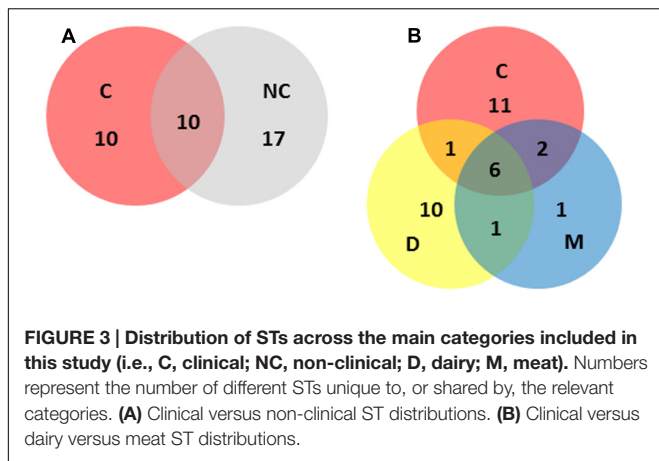 A
C
10
10
NC
17
B
C
11
1
2
6
10
1
1
D
M
FIGURE 3 | Distribution of STs across the main categories included in
this study (i.e., C, clinical; NC, non-clinical; D, dairy; M, meat). Numbers
represent the number of different STs unique to, or shared by, the relevant
categories. (A) Clinical versus non-clinical ST distributions. (B) Clinical versus
dairy versus meat ST distributions.